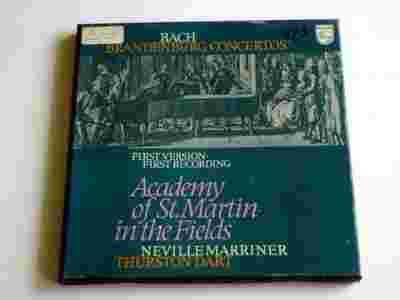 BACH
BRANDENBURG CONCERTOS
FIRST VERSION
FIRST RECORDING
Academy
of St. Martin
in the Fields
NEVILLE MARRINER
THURSTON DART